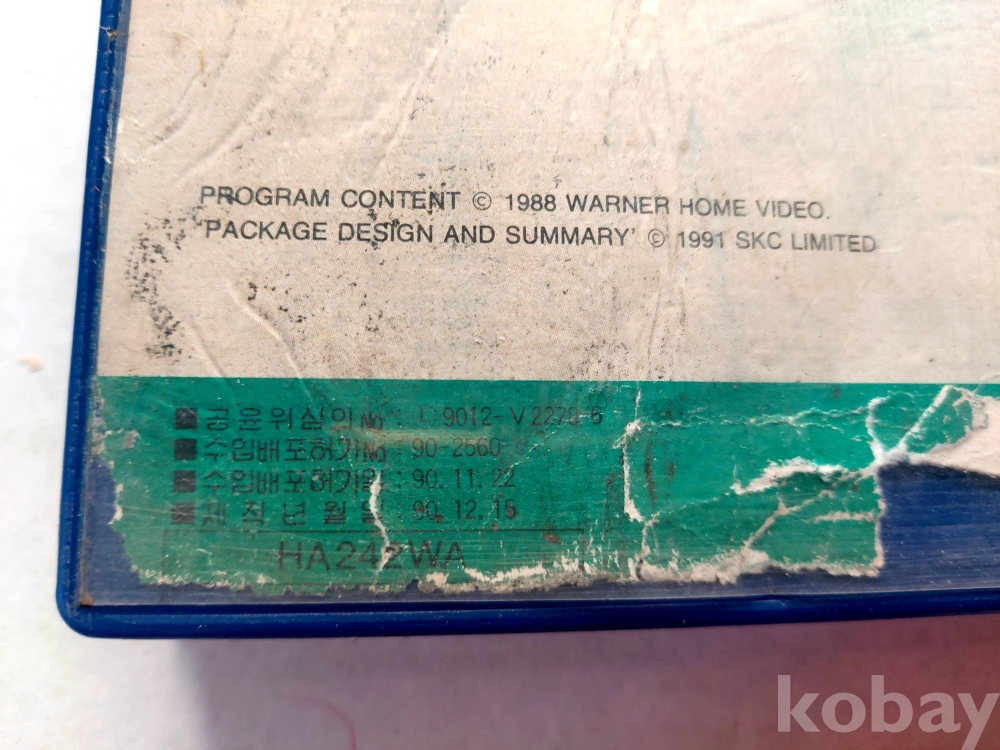 PROGRAM CONTENT © 1988 WARNER HOME VIDEO.
'PACKAGE DESIGN AND SUMMARY' © 1991 SKC LIMITED
■ 공윤위심의№ : 9012-V2279-6
■ 수입배포허가№ : 90-2560
■ 수입배포허가일 : 90.11.22
■ 제작년월일 : 90.12.15
HA242WA
kobay